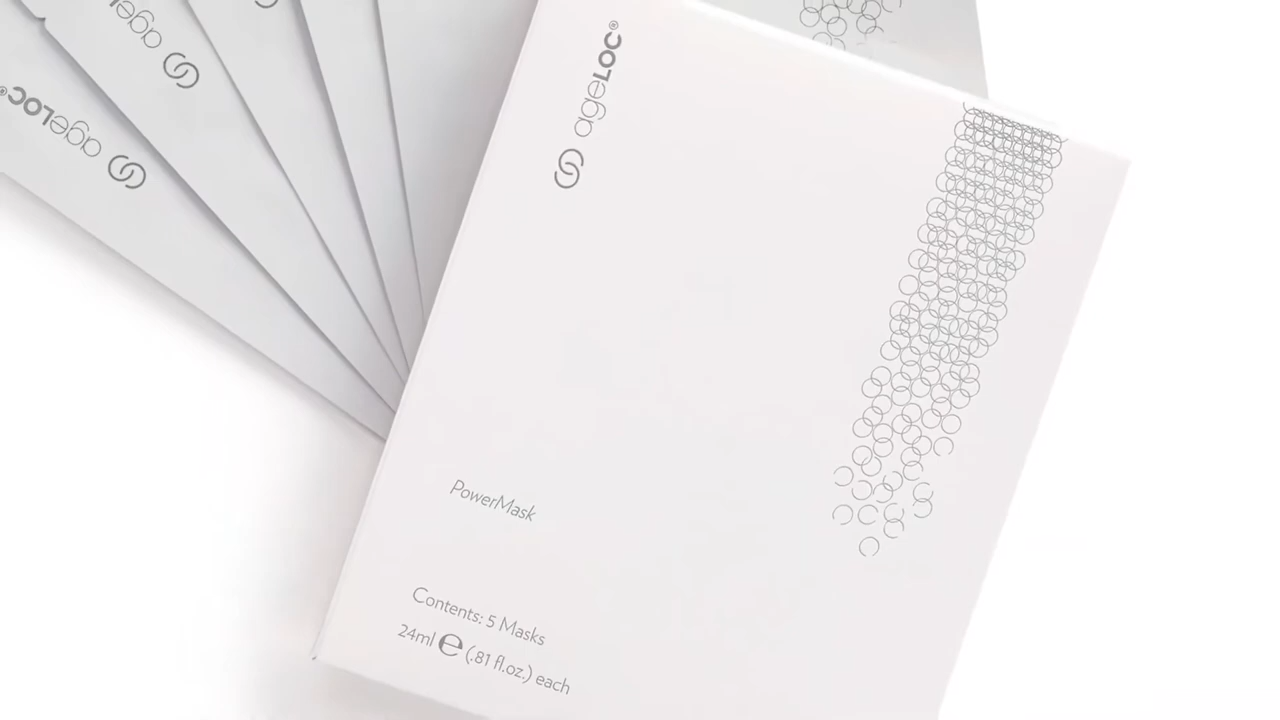 ageLOC®
ageLOC®
ageLOC®
PowerMask
Contents: 5 Masks
24ml ℮ (.81 fl.oz.) each